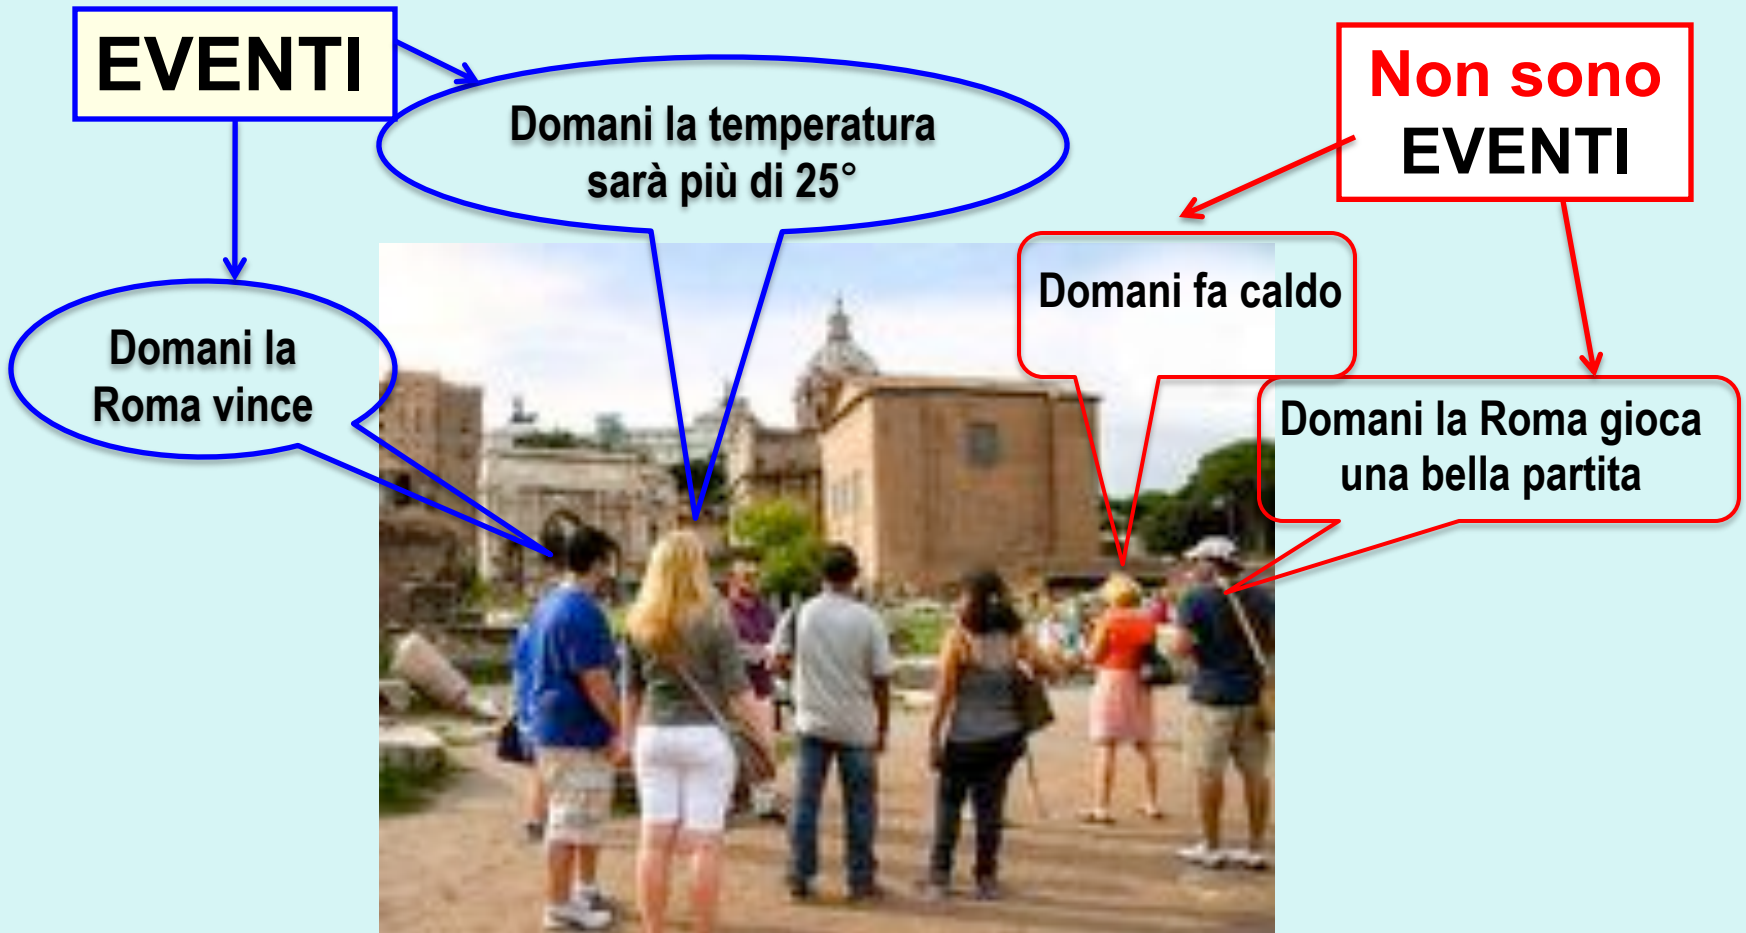 EVENTI
Domani la temperatura
sarà più di 25°
Domani la
Roma vince
Non sono
EVENTI
Domani fa caldo
Domani la Roma gioca
una bella partita